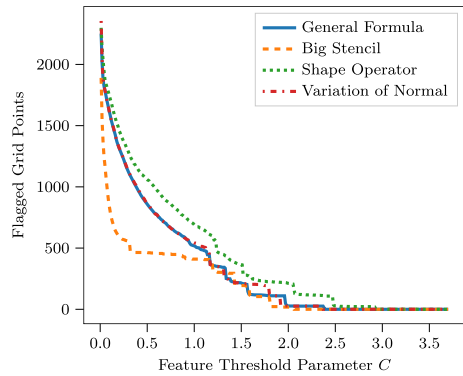 General Formula
Big Stencil
Shape Operator
Variation of Normal
Flagged Grid Points
2000
1500
1000
500
0
0.0 0.5 1.0 1.5 2.0 2.5 3.0 3.5
Feature Threshold Parameter C